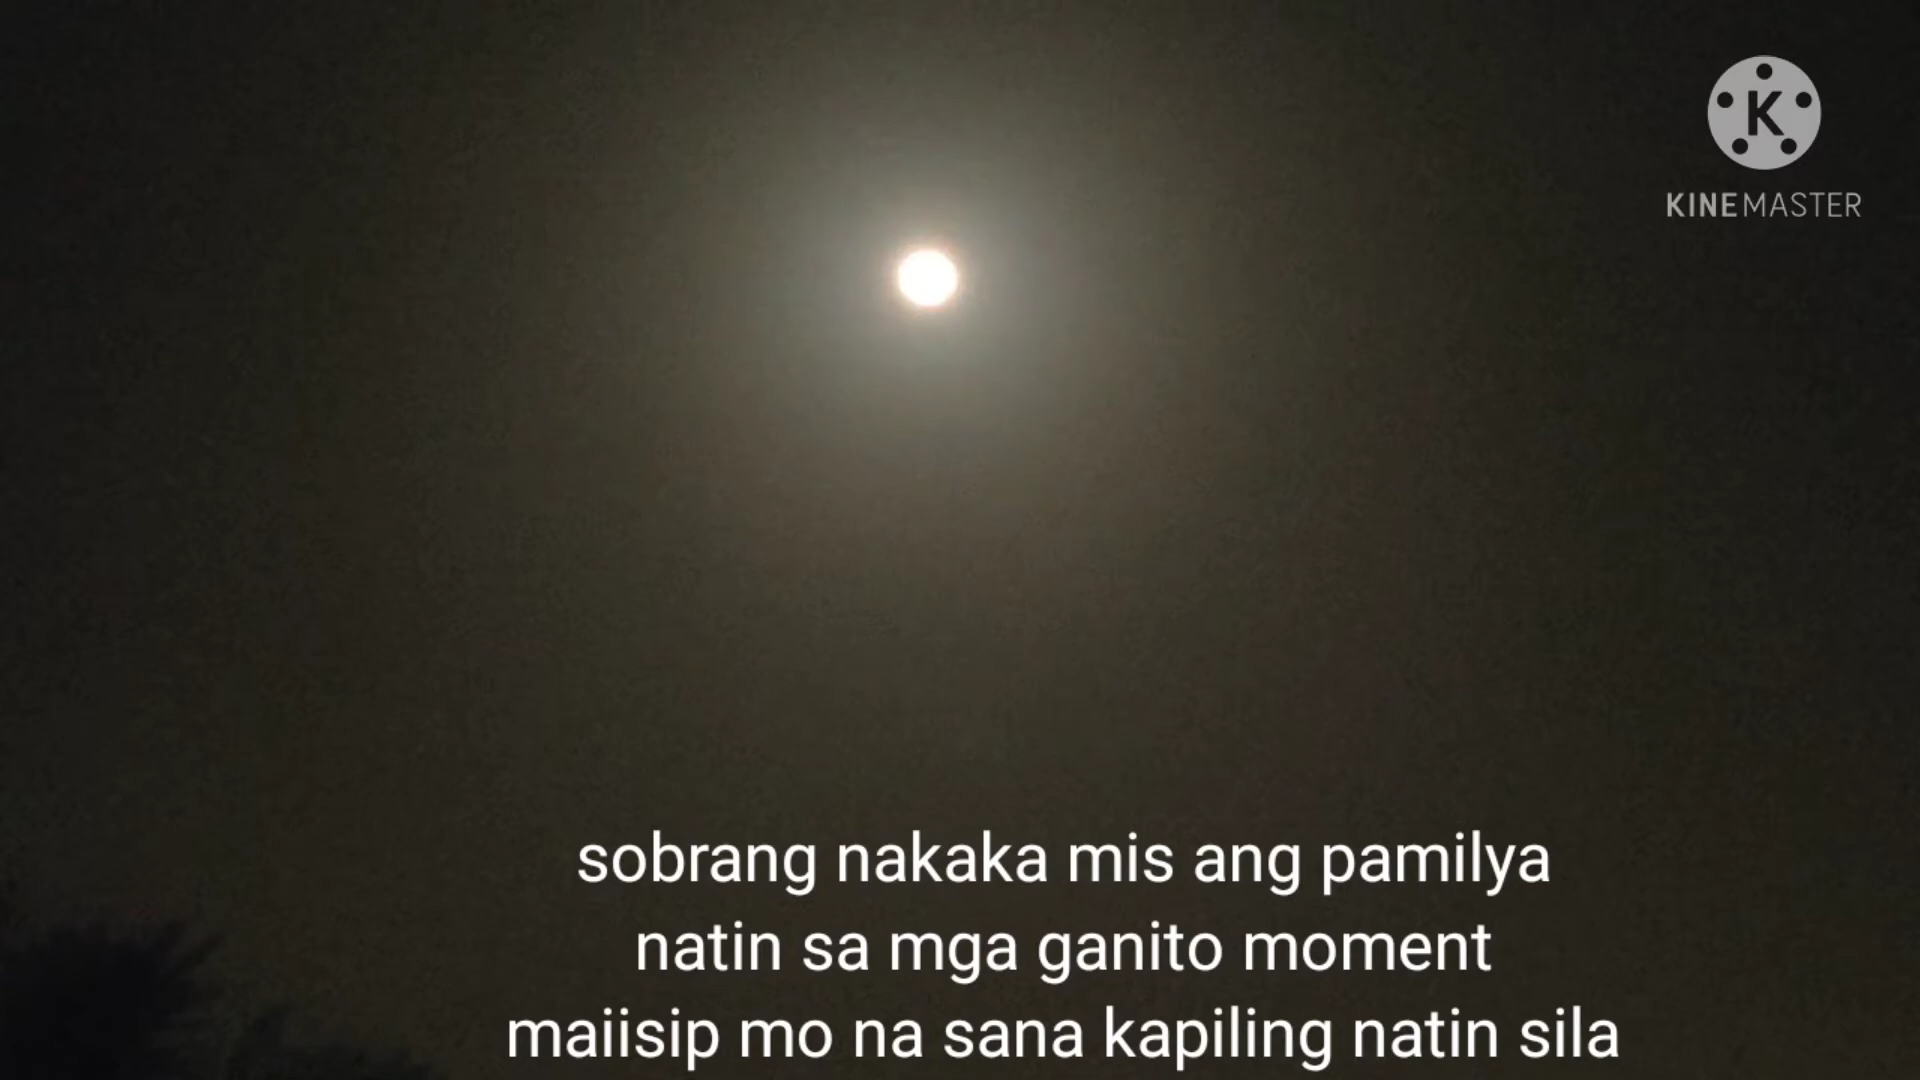 K
KINEMASTER
sobrang nakaka mis ang pamilya
natin sa mga ganito moment
maiisip mo na sana kapiling natin sila